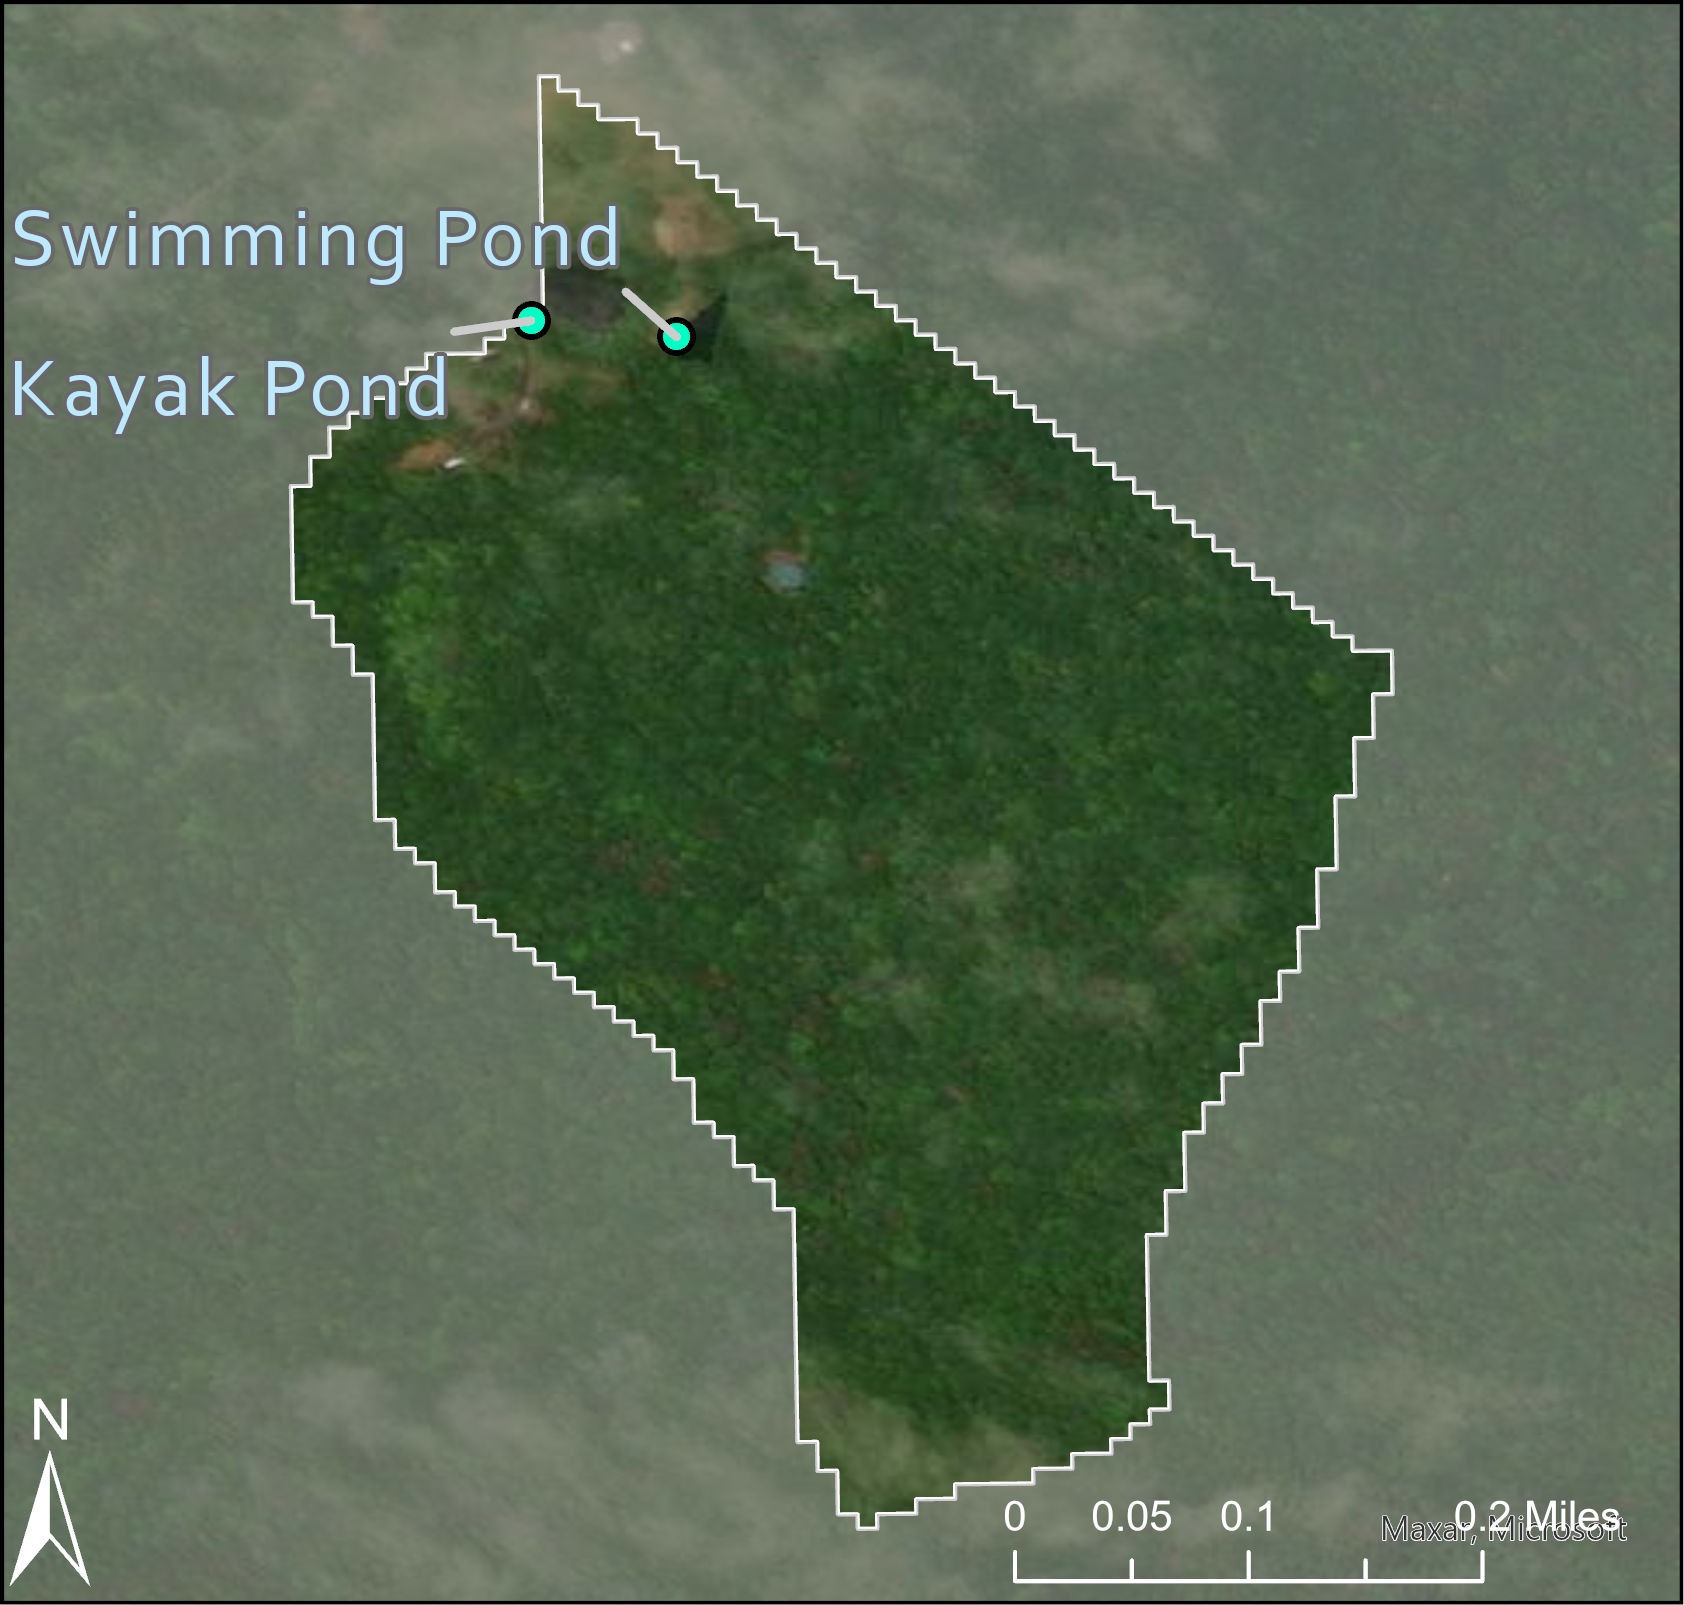 Swimming Pond
Kayak Pond
N
0 0.05 0.1 0.2 Miles
Maxar, Microsoft